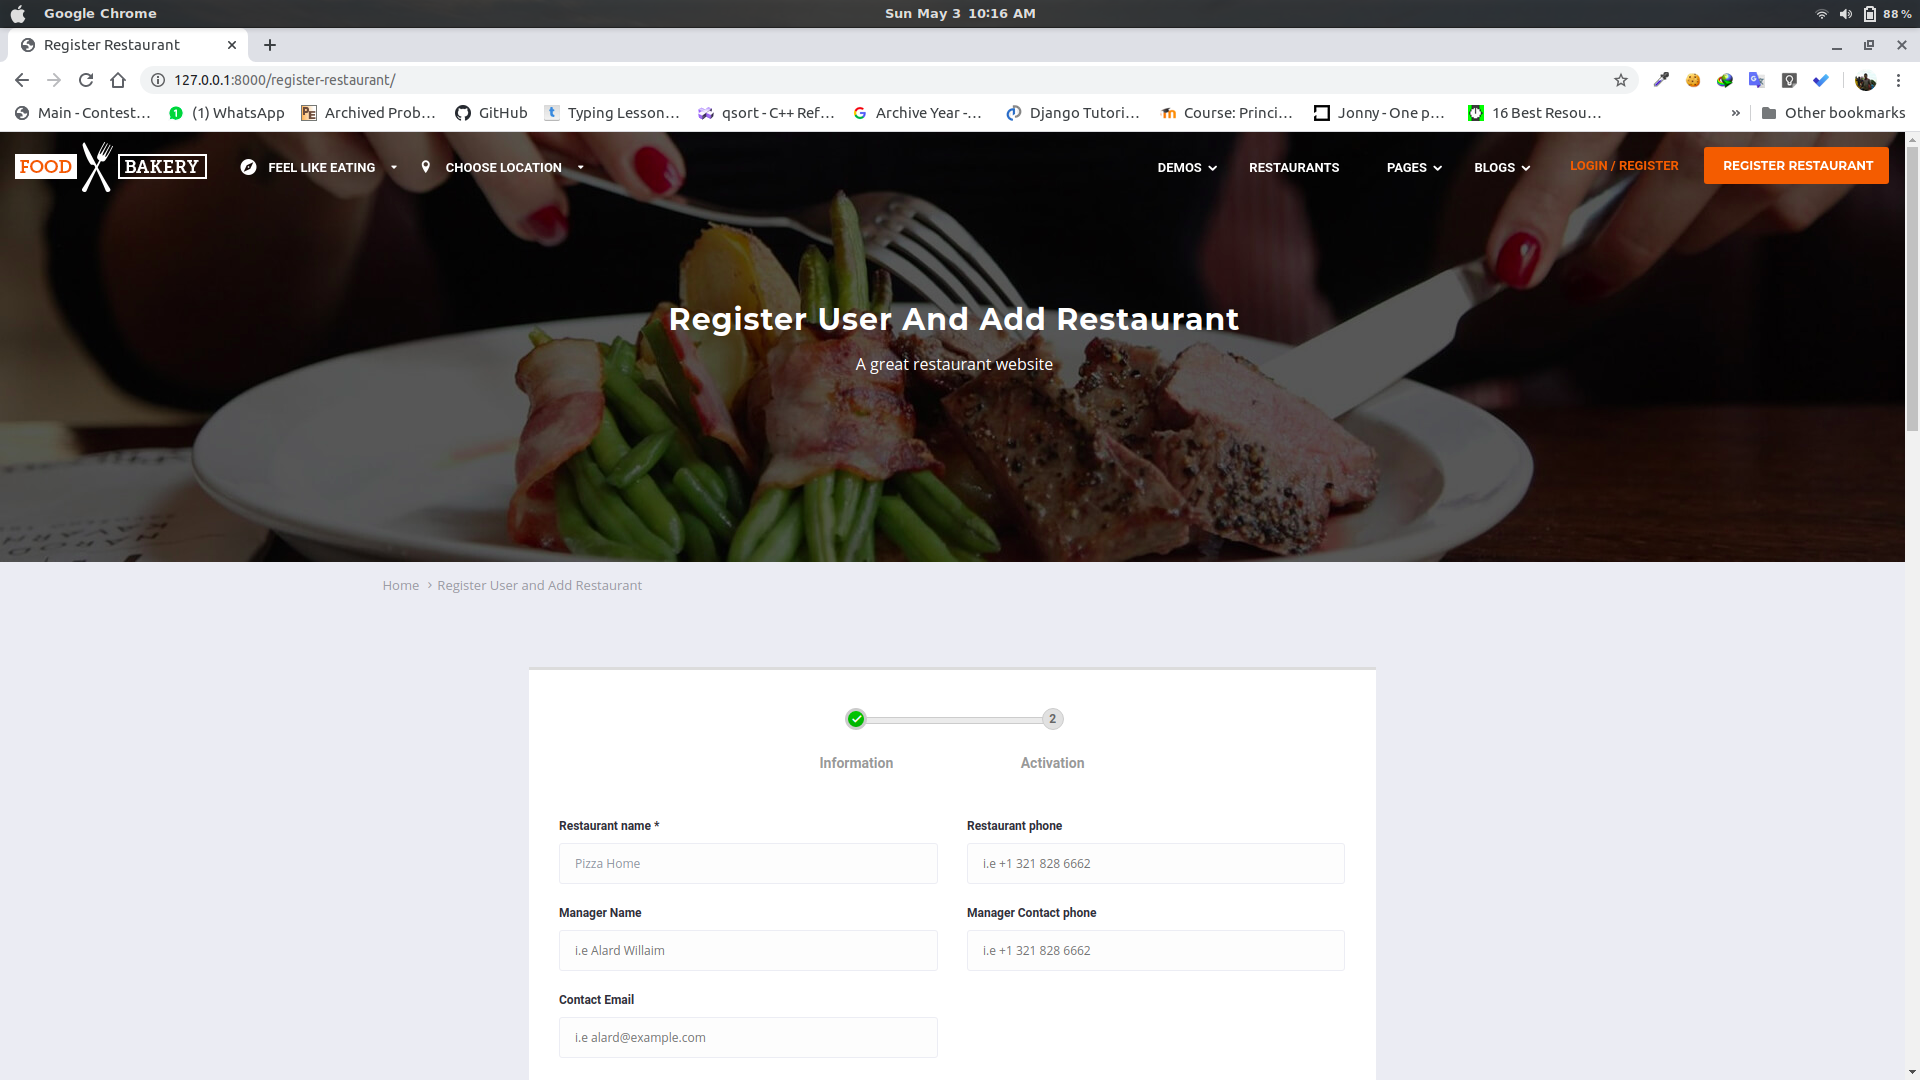 Google Chrome
Sun May 3 10:16 AM
88 %
Register Restaurant
127.0.0.1:8000/register-restaurant/
Main - Contest...
(1) WhatsApp
Archived Prob...
GitHub
Typing Lesson...
qsort - C++ Ref...
Archive Year -...
Django Tutori...
Course: Princi...
Jonny - One p...
16 Best Resou...
Other bookmarks
FOOD BAKERY
FEEL LIKE EATING
CHOOSE LOCATION
DEMOS
RESTAURANTS
PAGES
BLOGS
LOGIN / REGISTER
REGISTER RESTAURANT
Register User And Add Restaurant
A great restaurant website
Home › Register User and Add Restaurant
2
Information
Activation
Restaurant name *
Restaurant phone
Pizza Home
i.e +1 321 828 6662
Manager Name
Manager Contact phone
i.e Alard Willaim
i.e +1 321 828 6662
Contact Email
i.e alard@example.com